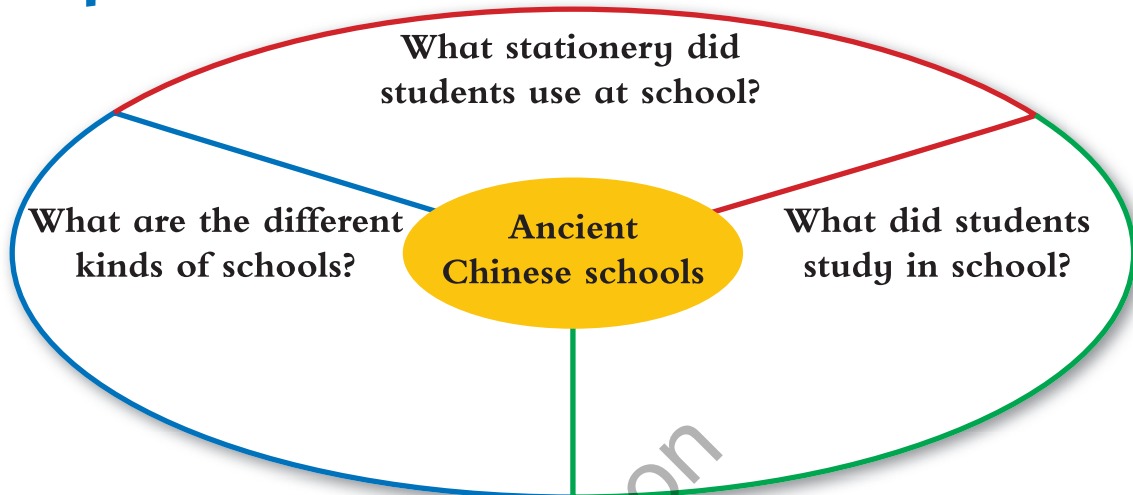 What stationery did
students use at school?
What are the different
kinds of schools?
Ancient
Chinese schools
What did students
study in school?
on